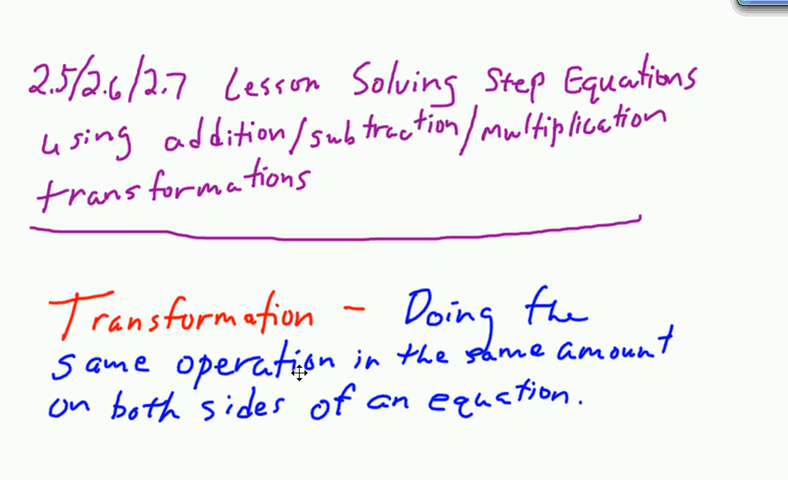 2.5/2.6/2.7 Lesson Solving Step Equations
using addition/subtraction/multiplication
transformations
Transformation - Doing the
same operation in the same amount
on both sides of an equation.